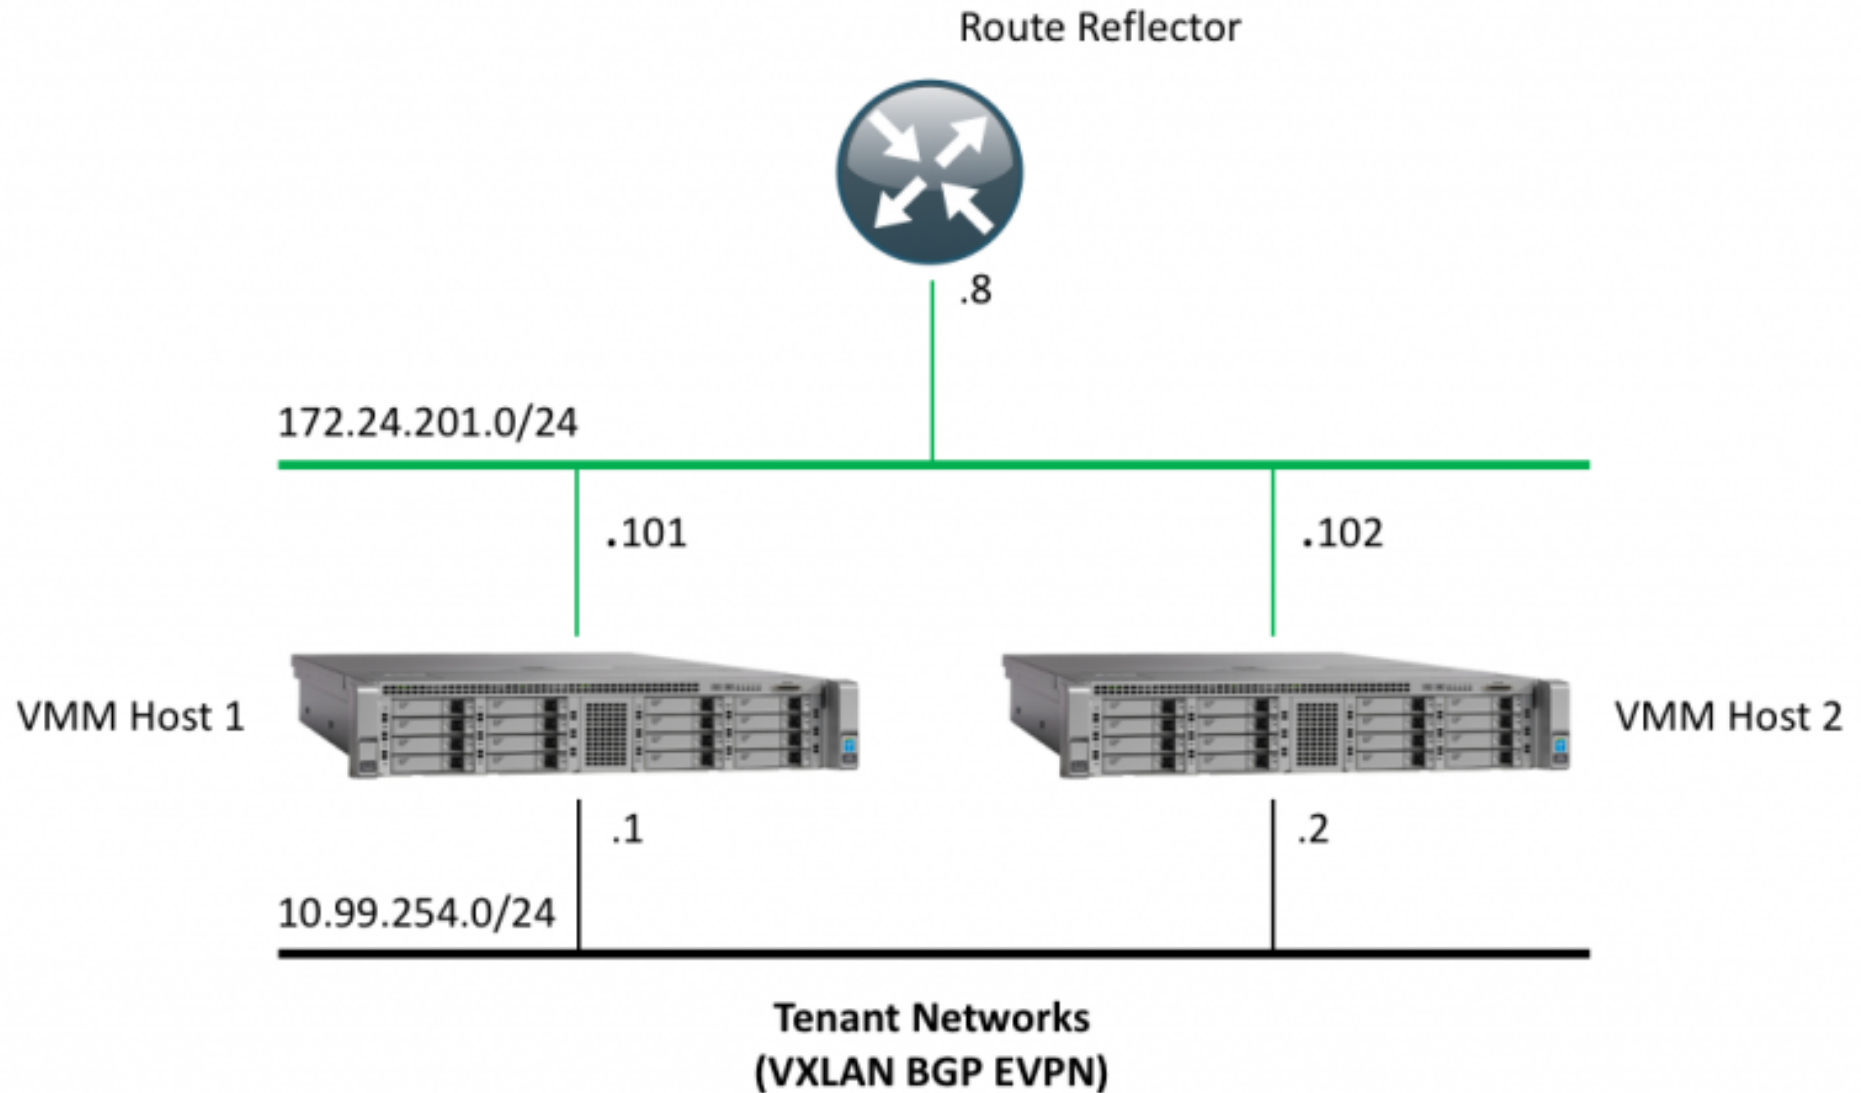 Route Reflector
.8
172.24.201.0/24
.101
.102
VMM Host 1
VMM Host 2
.1
.2
10.99.254.0/24
Tenant Networks
(VXLAN BGP EVPN)